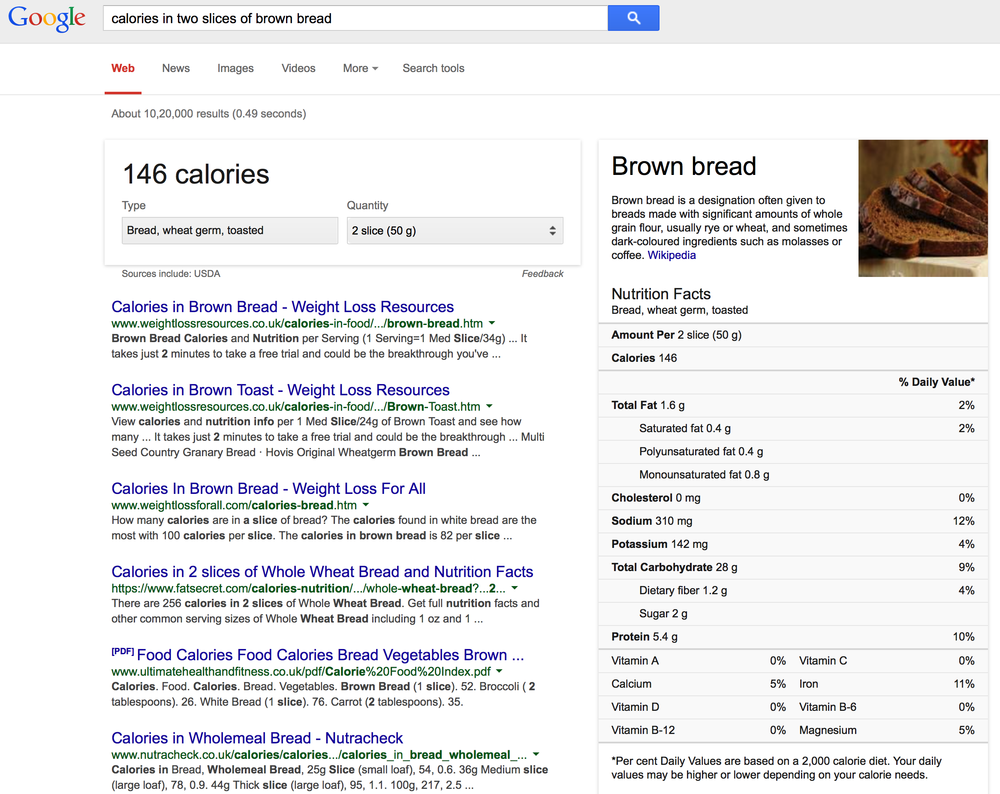 Google
calories in two slices of brown bread
Web News Images Videos More Search tools
About 10,20,000 results (0.49 seconds)
146 calories
Type Quantity
Bread, wheat germ, toasted 2 slice (50 g)
Sources include: USDA Feedback
Calories in Brown Bread - Weight Loss Resources
www.weightlossresources.co.uk/calories-in-food/.../brown-bread.htm
Brown Bread Calories and Nutrition per Serving (1 Serving=1 Med Slice/34g) ... It
takes just 2 minutes to take a free trial and could be the breakthrough you've ...
Calories in Brown Toast - Weight Loss Resources
www.weightlossresources.co.uk/calories-in-food/.../Brown-Toast.htm
View calories and nutrition info per 1 Med Slice/24g of Brown Toast and see how
many ... It takes just 2 minutes to take a free trial and could be the breakthrough ... Multi
Seed Country Granary Bread · Hovis Original Wheatgerm Brown Bread ...
Calories In Brown Bread - Weight Loss For All
www.weightlossforall.com/calories-bread.htm
How many calories are in a slice of bread? The calories found in white bread are the
most with 100 calories per slice. The calories in brown bread is 82 per slice ...
Calories in 2 slices of Whole Wheat Bread and Nutrition Facts
https://www.fatsecret.com/calories-nutrition/.../whole-wheat-bread?...2...
There are 256 calories in 2 slices of Whole Wheat Bread. Get full nutrition facts and
other common serving sizes of Whole Wheat Bread including 1 oz and 1 ...
[PDF] Food Calories Food Calories Bread Vegetables Brown ...
www.ultimatehealthandfitness.co.uk/pdf/Calorie%20Food%20Index.pdf
Calories. Food. Calories. Bread. Vegetables. Brown Bread (1 slice). 52. Broccoli ( 2
tablespoons). 26. White Bread (1 slice). 76. Carrot (2 tablespoons). 35.
Calories in Wholemeal Bread - Nutracheck
www.nutracheck.co.uk/calories/calories.../calories_in_bread_wholemeal_...
Calories in Bread, Wholemeal Bread, 25g Slice (small loaf), 54, 0.6. 36g Medium slice
(large loaf), 78, 0.9. 44g Thick slice (large loaf), 95, 1.1. 100g, 217, 2.5 ...
Brown bread
Brown bread is a designation often given to
breads made with significant amounts of whole
grain flour, usually rye or wheat, and sometimes
dark-coloured ingredients such as molasses or
coffee. Wikipedia
Nutrition Facts
Bread, wheat germ, toasted
Amount Per 2 slice (50 g)
Calories 146
% Daily Value*
Total Fat 1.6 g 2%
Saturated fat 0.4 g 2%
Polyunsaturated fat 0.4 g
Monounsaturated fat 0.8 g
Cholesterol 0 mg 0%
Sodium 310 mg 12%
Potassium 142 mg 4%
Total Carbohydrate 28 g 9%
Dietary fiber 1.2 g 4%
Sugar 2 g
Protein 5.4 g 10%
Vitamin A 0% Vitamin C 0%
Calcium 5% Iron 11%
Vitamin D 0% Vitamin B-6 0%
Vitamin B-12 0% Magnesium 5%
*Per cent Daily Values are based on a 2,000 calorie diet. Your daily
values may be higher or lower depending on your calorie needs.